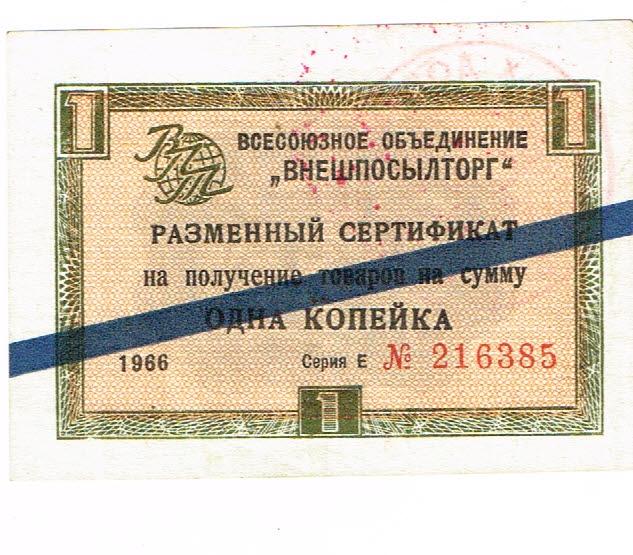 1 1
ВПТ
ВСЕСОЮЗНОЕ ОБЪЕДИНЕНИЕ
„ВНЕШПОСЫЛТОРГ“
РАЗМЕННЫЙ СЕРТИФИКАТ
на получение товаров на сумму
ОДНА КОПЕЙКА
1966 Серия Е № 216385
1